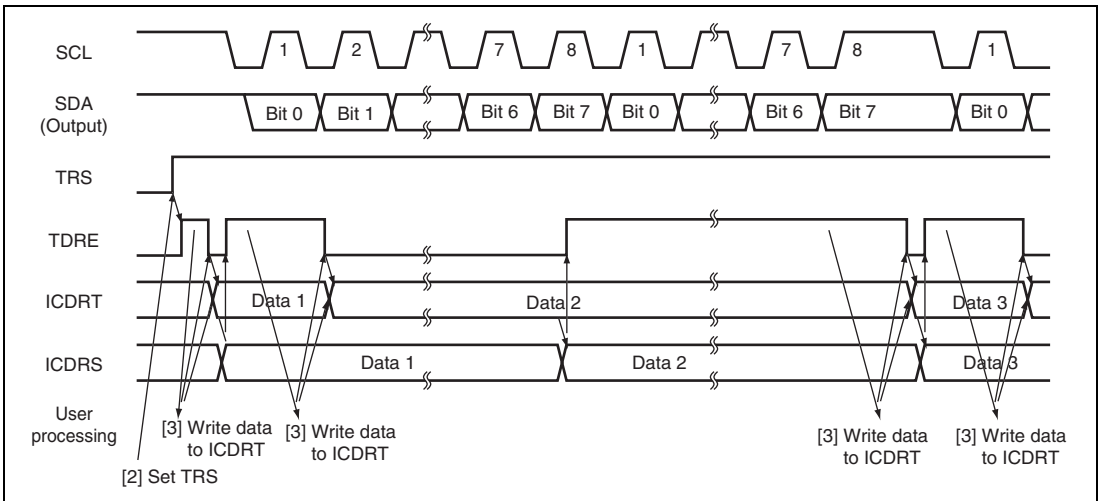 SCL 1 2 7 8 1 7 8 1
SDA
(Output)
Bit 0 Bit 1 Bit 6 Bit 7 Bit 0 Bit 6 Bit 7 Bit 0
TRS
TDRE
ICDRT Data 1 Data 2 Data 3
ICDRS Data 1 Data 2 Data 3
User
processing
[3] Write data
to ICDRT
[3] Write data
to ICDRT
[3] Write data
to ICDRT
[3] Write data
to ICDRT
[2] Set TRS